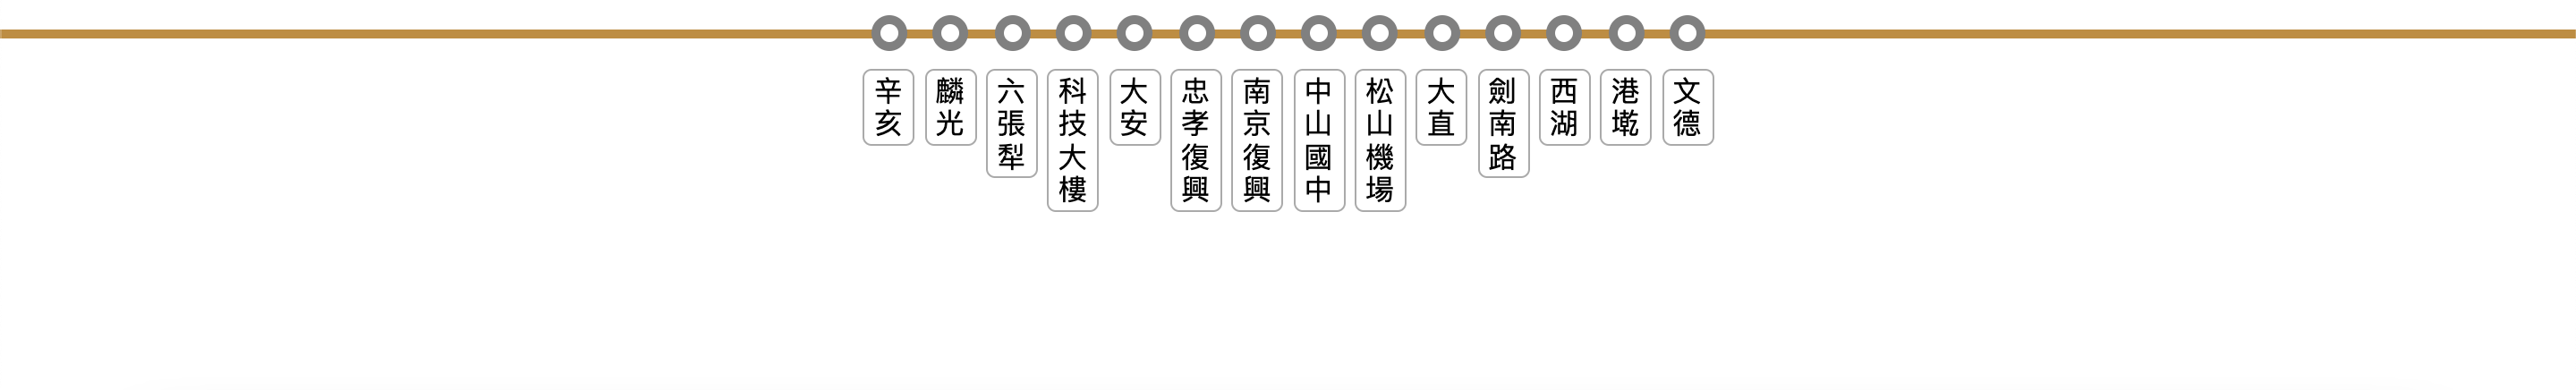 辛亥
麟光
六張犁
科技大樓
大安
忠孝復興
南京復興
中山國中
松山機場
大直
劍南路
西湖
港墘
文德